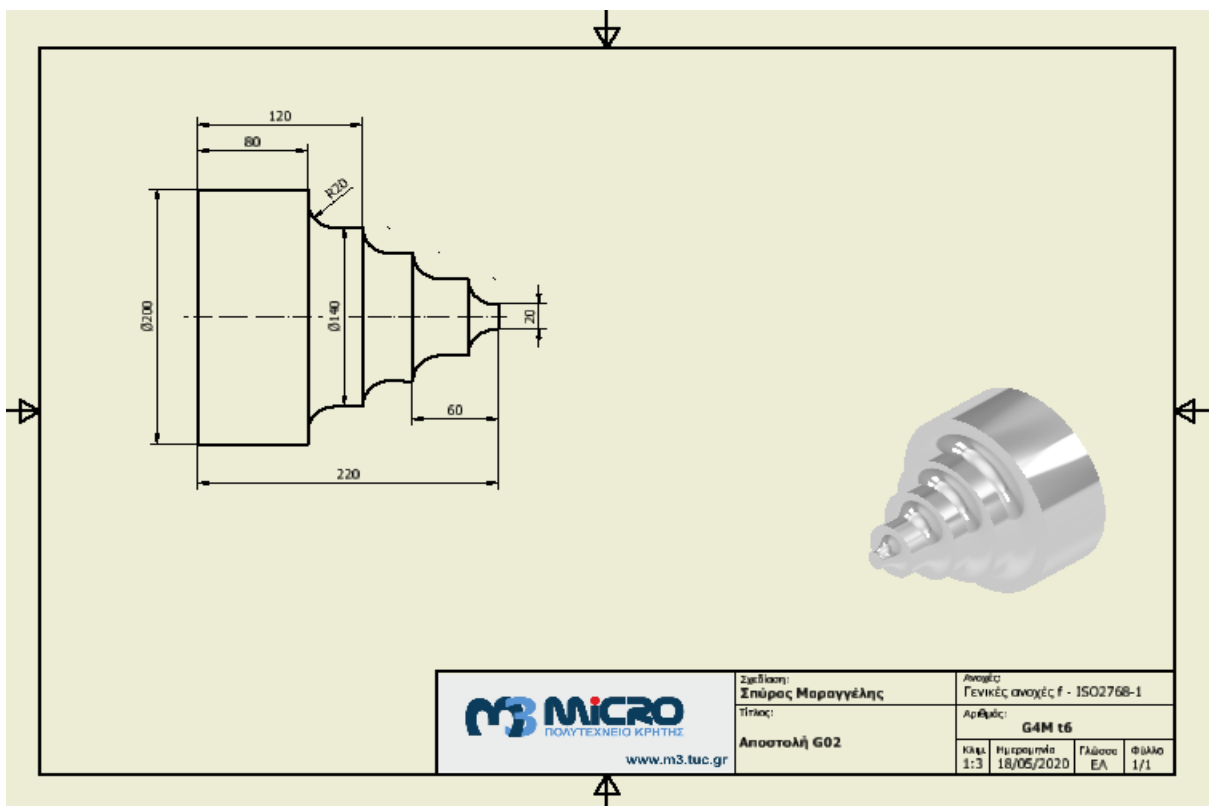 120
80
R20
Ø200
Ø140
20
60
220
Σχεδίαση:
Σπύρος Μαραγγέλης
Ανοχές:
Γενικές ανοχές f - ISO2768-1
m3 MiCRO
ΠΟΛΥΤΕΧΝΕΙΟ ΚΡΗΤΗΣ
www.m3.tuc.gr
Τίτλος:
Αποστολή G02
Αριθμός:
G4M t6
Κλιμ. Ημερομηνία Γλώσσα Φύλλο
1:3 18/05/2020 ΕΛ 1/1